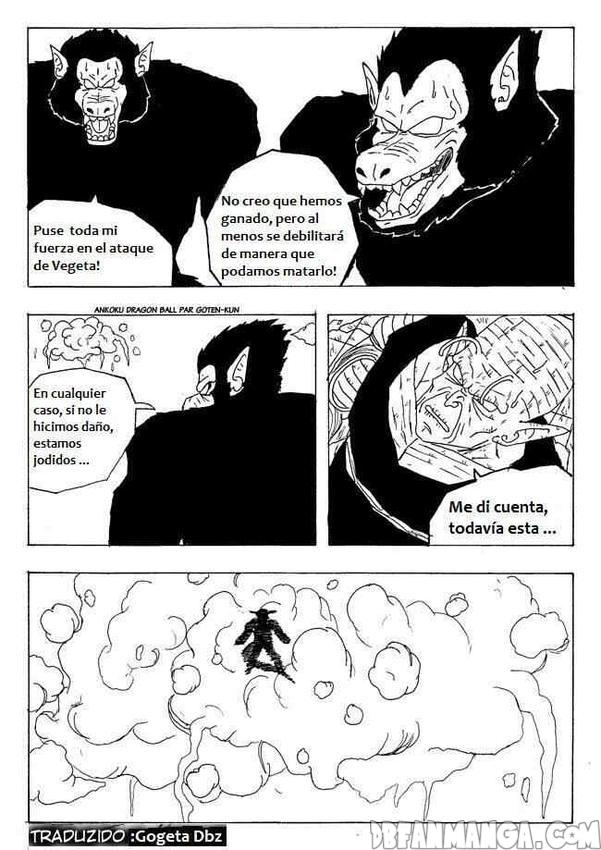 Puse toda mi
fuerza en el ataque
de Vegeta!
No creo que hemos
ganado, pero al
menos se debilitará
de manera que
podamos matarlo!
ANKOKU DRAGON BALL PAR GOTEN-KUN
En cualquier
caso, si no le
hicimos daño,
estamos
jodidos ...
Me di cuenta,
todavía esta ...
TRADUZIDO :Gogeta Dbz
DBFANMANGA.COM